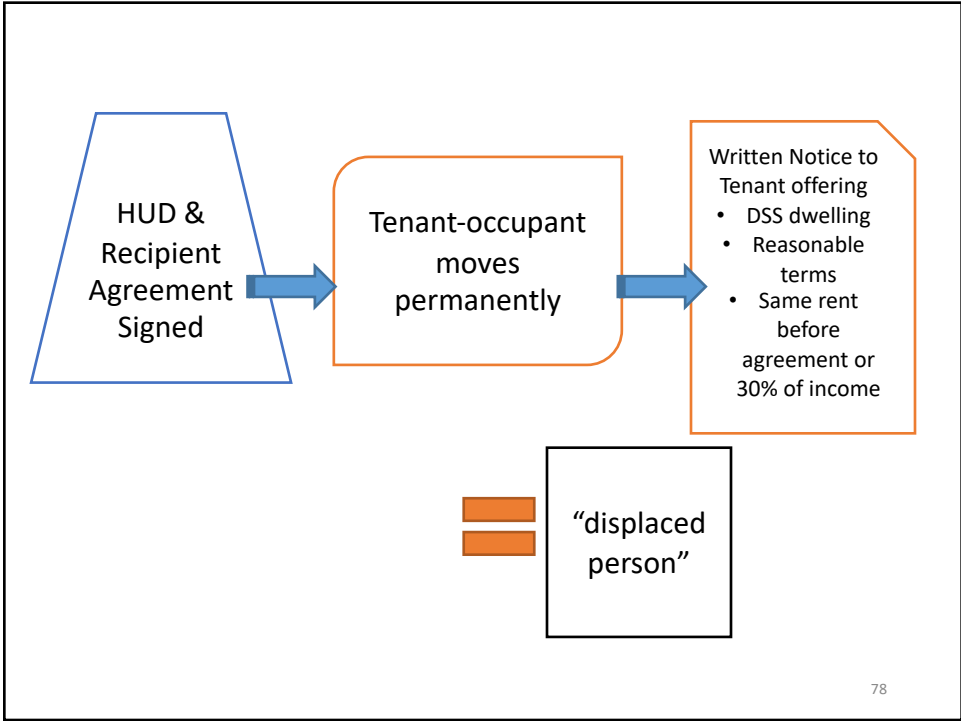 HUD &
Recipient
Agreement
Signed
Tenant-occupant
moves
permanently
Written Notice to
Tenant offering
• DSS dwelling
• Reasonable
terms
• Same rent
before
agreement or
30% of income
“displaced
person”
78